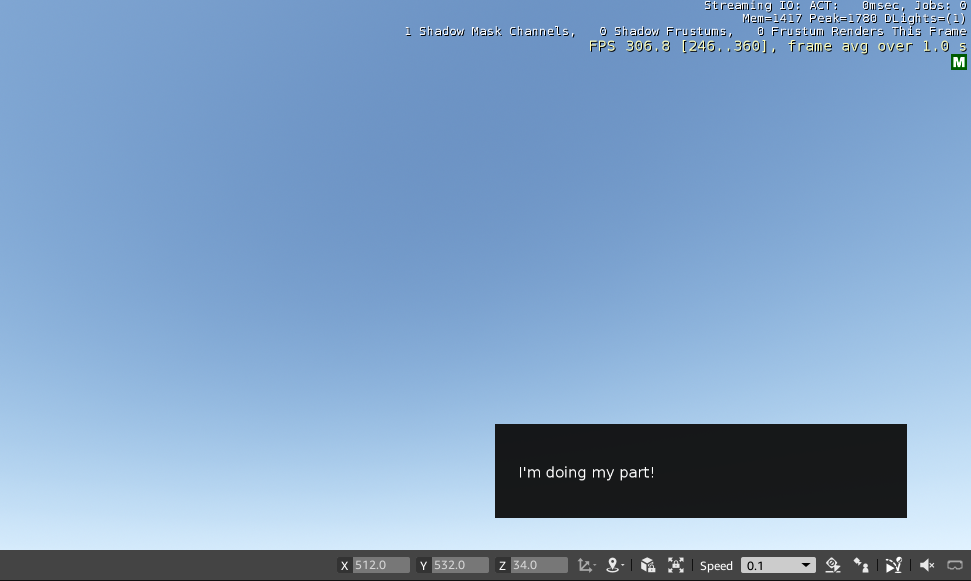 Streaming IO: ACT:   0msec, Jobs: 0
Mem=1417 Peak=1780 DLights=(1)
1 Shadow Mask Channels,   0 Shadow Frustums,   0 Frustum Renders This Frame
FPS 306.8 [246..360], frame avg over 1.0 s
M
I'm doing my part!
X 512.0 Y 532.0 Z 34.0 Speed 0.1